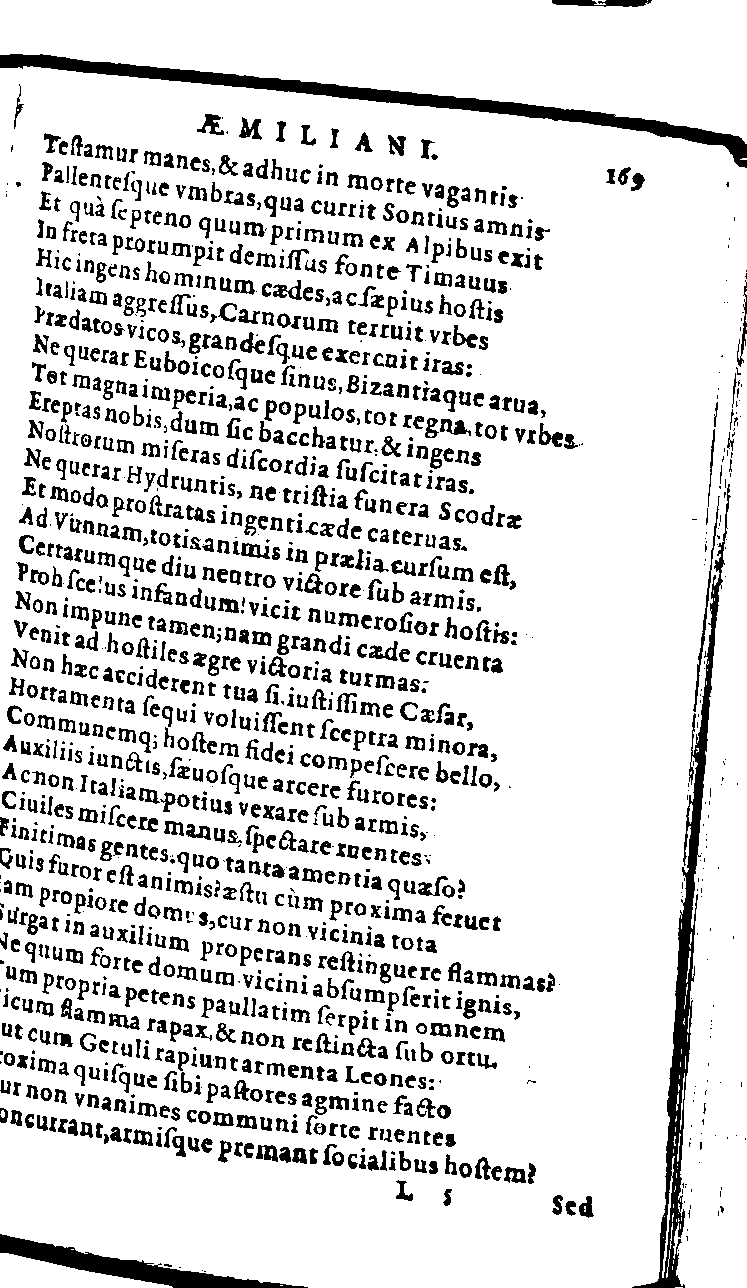 ÆMILIANI.
169
Teſtamur manes, & adhuc in morte vagantis
Pallenteſque vmbras, qua currit Sontius amnis
Et quà ſepteno quum primum ex Alpibus exit
In freta prorumpit demiſſus fonte Timauus
Hic ingens hominum cædes, ac ſæpius hoſtis
Italiam aggreſſus, Carnorum terruit vrbes
Prædatos vicos, grandeſque exercuit iras:
Ne querar Euboicoſque ſinus, Bizantiaque arua,
Tot magna imperia, ac populos, tot regna, tot vrbes
Ereptas nobis, dum ſic bacchatur, & ingens
Noſtrorum miſeras diſcordia ſuſcitat iras.
Ne querar Hydruntis, ne triſtia funera Scodræ
Et modo proſtratas ingenti cæde cateruas.
Ad Vunnam, totis animis in prælia curſum eſt,
Certatumque diu neutro victore ſub armis.
Proh ſcelus infandum! vicit numeroſior hoſtis:
Non impune tamen; nam grandi cæde cruenta
Venit ad hoſtiles ægre victoria turmas:
Non hæc acciderent tua ſi iuſtiſſime Cæſar,
Hortamenta ſequi voluiſſent ſceptra minora,
Communemq; hoſtem fidei compeſcere bello,
Auxiliis iunctis, ſæuoſque arcere furores:
Ac non Italiam potius vexare ſub armis,
Ciuiles miſcere manus, ſpectare ruentes
Finitimas gentes. quo tanta amentia quæſo?
Quis furor eſt animis? æſtu cùm proxima feruet
Iam propiore domus, cur non vicinia tota
Surgat in auxilium properans reſtinguere flammas?
Ne quum forte domum vicini abſumpſerit ignis,
Tum propria petens paullatim ſerpit in omnem
icum flamma rapax, & non reſtincta ſub ortu.
ut cum Getuli rapiunt armenta Leones:
roxima quiſque ſibi paſtores agmine facto
ur non vnanimes communi ſorte ruentes
oncurrant, armiſque premant ſocialibus hoſtem?
L 5
Sed